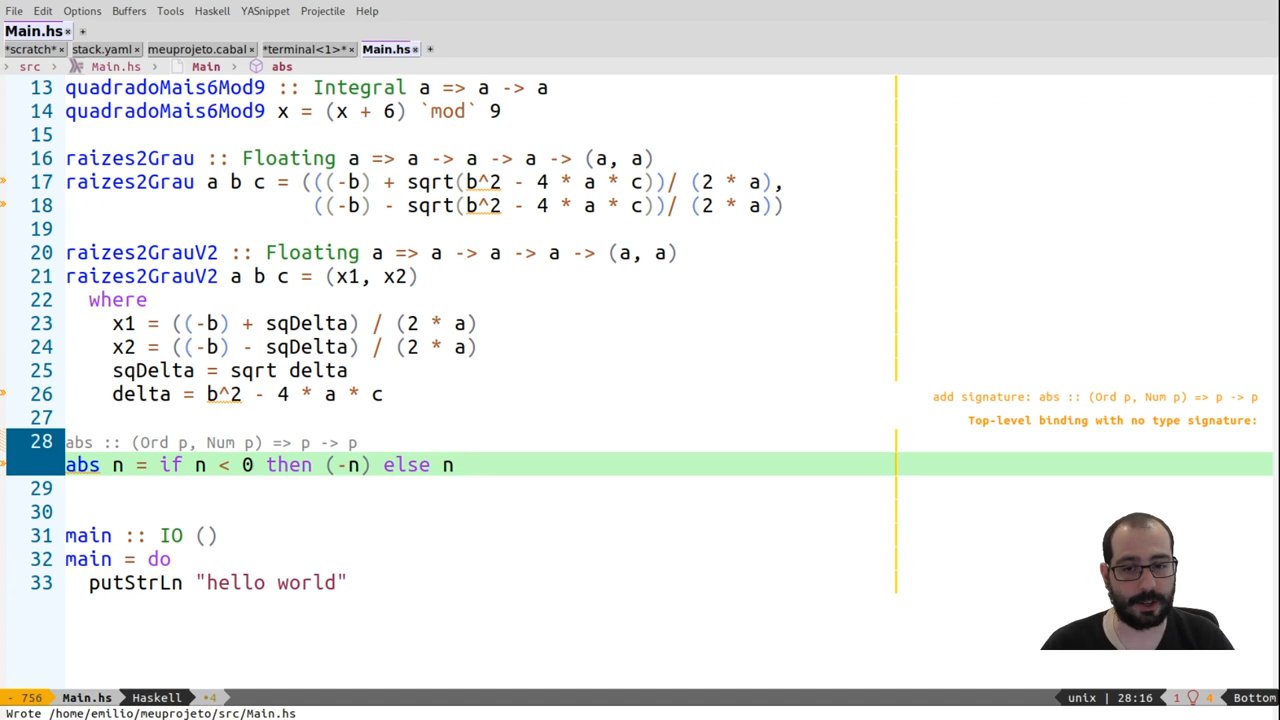 File Edit Options Buffers Tools Haskell YASnippet Projectile Help
Main.hs × +
*scratch* × stack.yaml × meuprojeto.cabal × *terminal<1>* × Main.hs × +
› src › Main.hs › Main › abs
13 quadradoMais6Mod9 :: Integral a => a -> a
14 quadradoMais6Mod9 x = (x + 6) `mod` 9
15
16 raizes2Grau :: Floating a => a -> a -> a -> (a, a)
17 raizes2Grau a b c = (((-b) + sqrt(b^2 - 4 * a * c))/ (2 * a),
18 ((-b) - sqrt(b^2 - 4 * a * c))/ (2 * a))
19
20 raizes2GrauV2 :: Floating a => a -> a -> a -> (a, a)
21 raizes2GrauV2 a b c = (x1, x2)
22 where
23 x1 = ((-b) + sqDelta) / (2 * a)
24 x2 = ((-b) - sqDelta) / (2 * a)
25 sqDelta = sqrt delta
26 delta = b^2 - 4 * a * c
add signature: abs :: (Ord p, Num p) => p -> p
27
Top-level binding with no type signature:
28 abs :: (Ord p, Num p) => p -> p
abs n = if n < 0 then (-n) else n
29
30
31 main :: IO ()
32 main = do
33 putStrLn "hello world"
- 756 Main.hs Haskell •4 unix | 28:16 1 4 Bottom
Wrote /home/emilio/meuprojeto/src/Main.hs